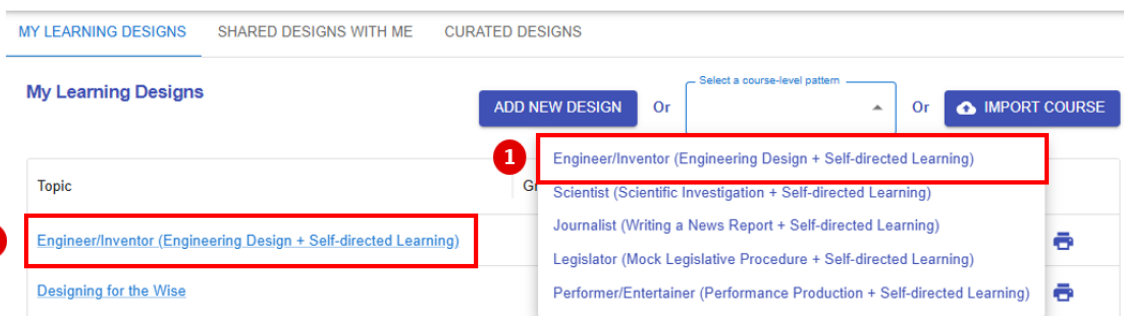 MY LEARNING DESIGNS SHARED DESIGNS WITH ME CURATED DESIGNS
My Learning Designs
Select a course-level pattern
ADD NEW DESIGN Or Or IMPORT COURSE
1 Engineer/Inventor (Engineering Design + Self-directed Learning)
Topic
Scientist (Scientific Investigation + Self-directed Learning)
Journalist (Writing a News Report + Self-directed Learning)
Engineer/Inventor (Engineering Design + Self-directed Learning)
Legislator (Mock Legislative Procedure + Self-directed Learning)
Designing for the Wise
Performer/Entertainer (Performance Production + Self-directed Learning)